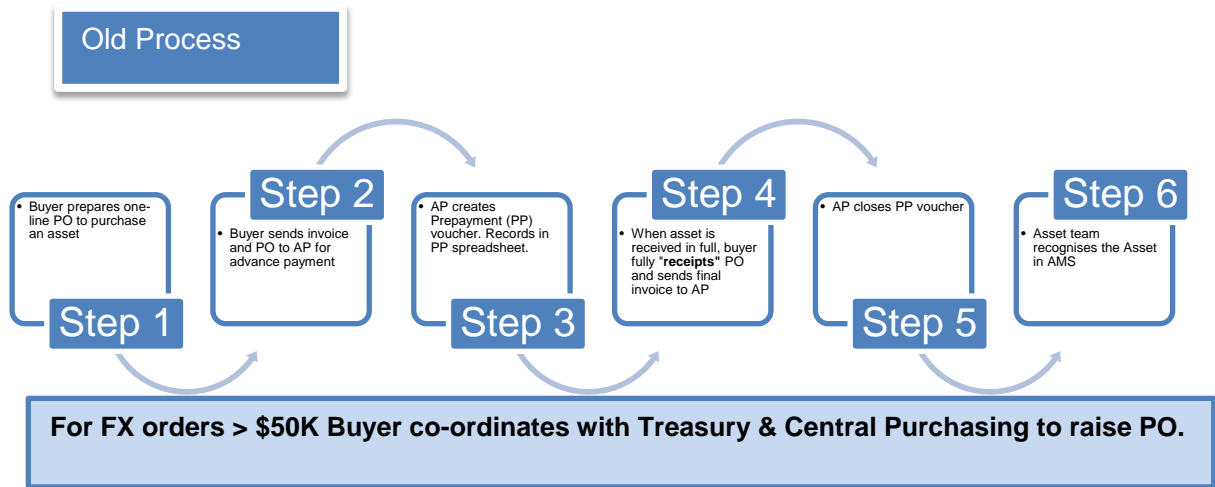 Old Process
• Buyer prepares one-
line PO to purchase
an asset
Step 1
Step 2
• Buyer sends invoice
and PO to AP for
advance payment
• AP creates
Prepayment (PP)
voucher. Records in
PP spreadsheet.
Step 3
Step 4
• When asset is
received in full, buyer
fully "receipts" PO
and sends final
invoice to AP
• AP closes PP voucher
Step 5
Step 6
• Asset team
recognises the Asset
in AMS
For FX orders > $50K Buyer co-ordinates with Treasury & Central Purchasing to raise PO.